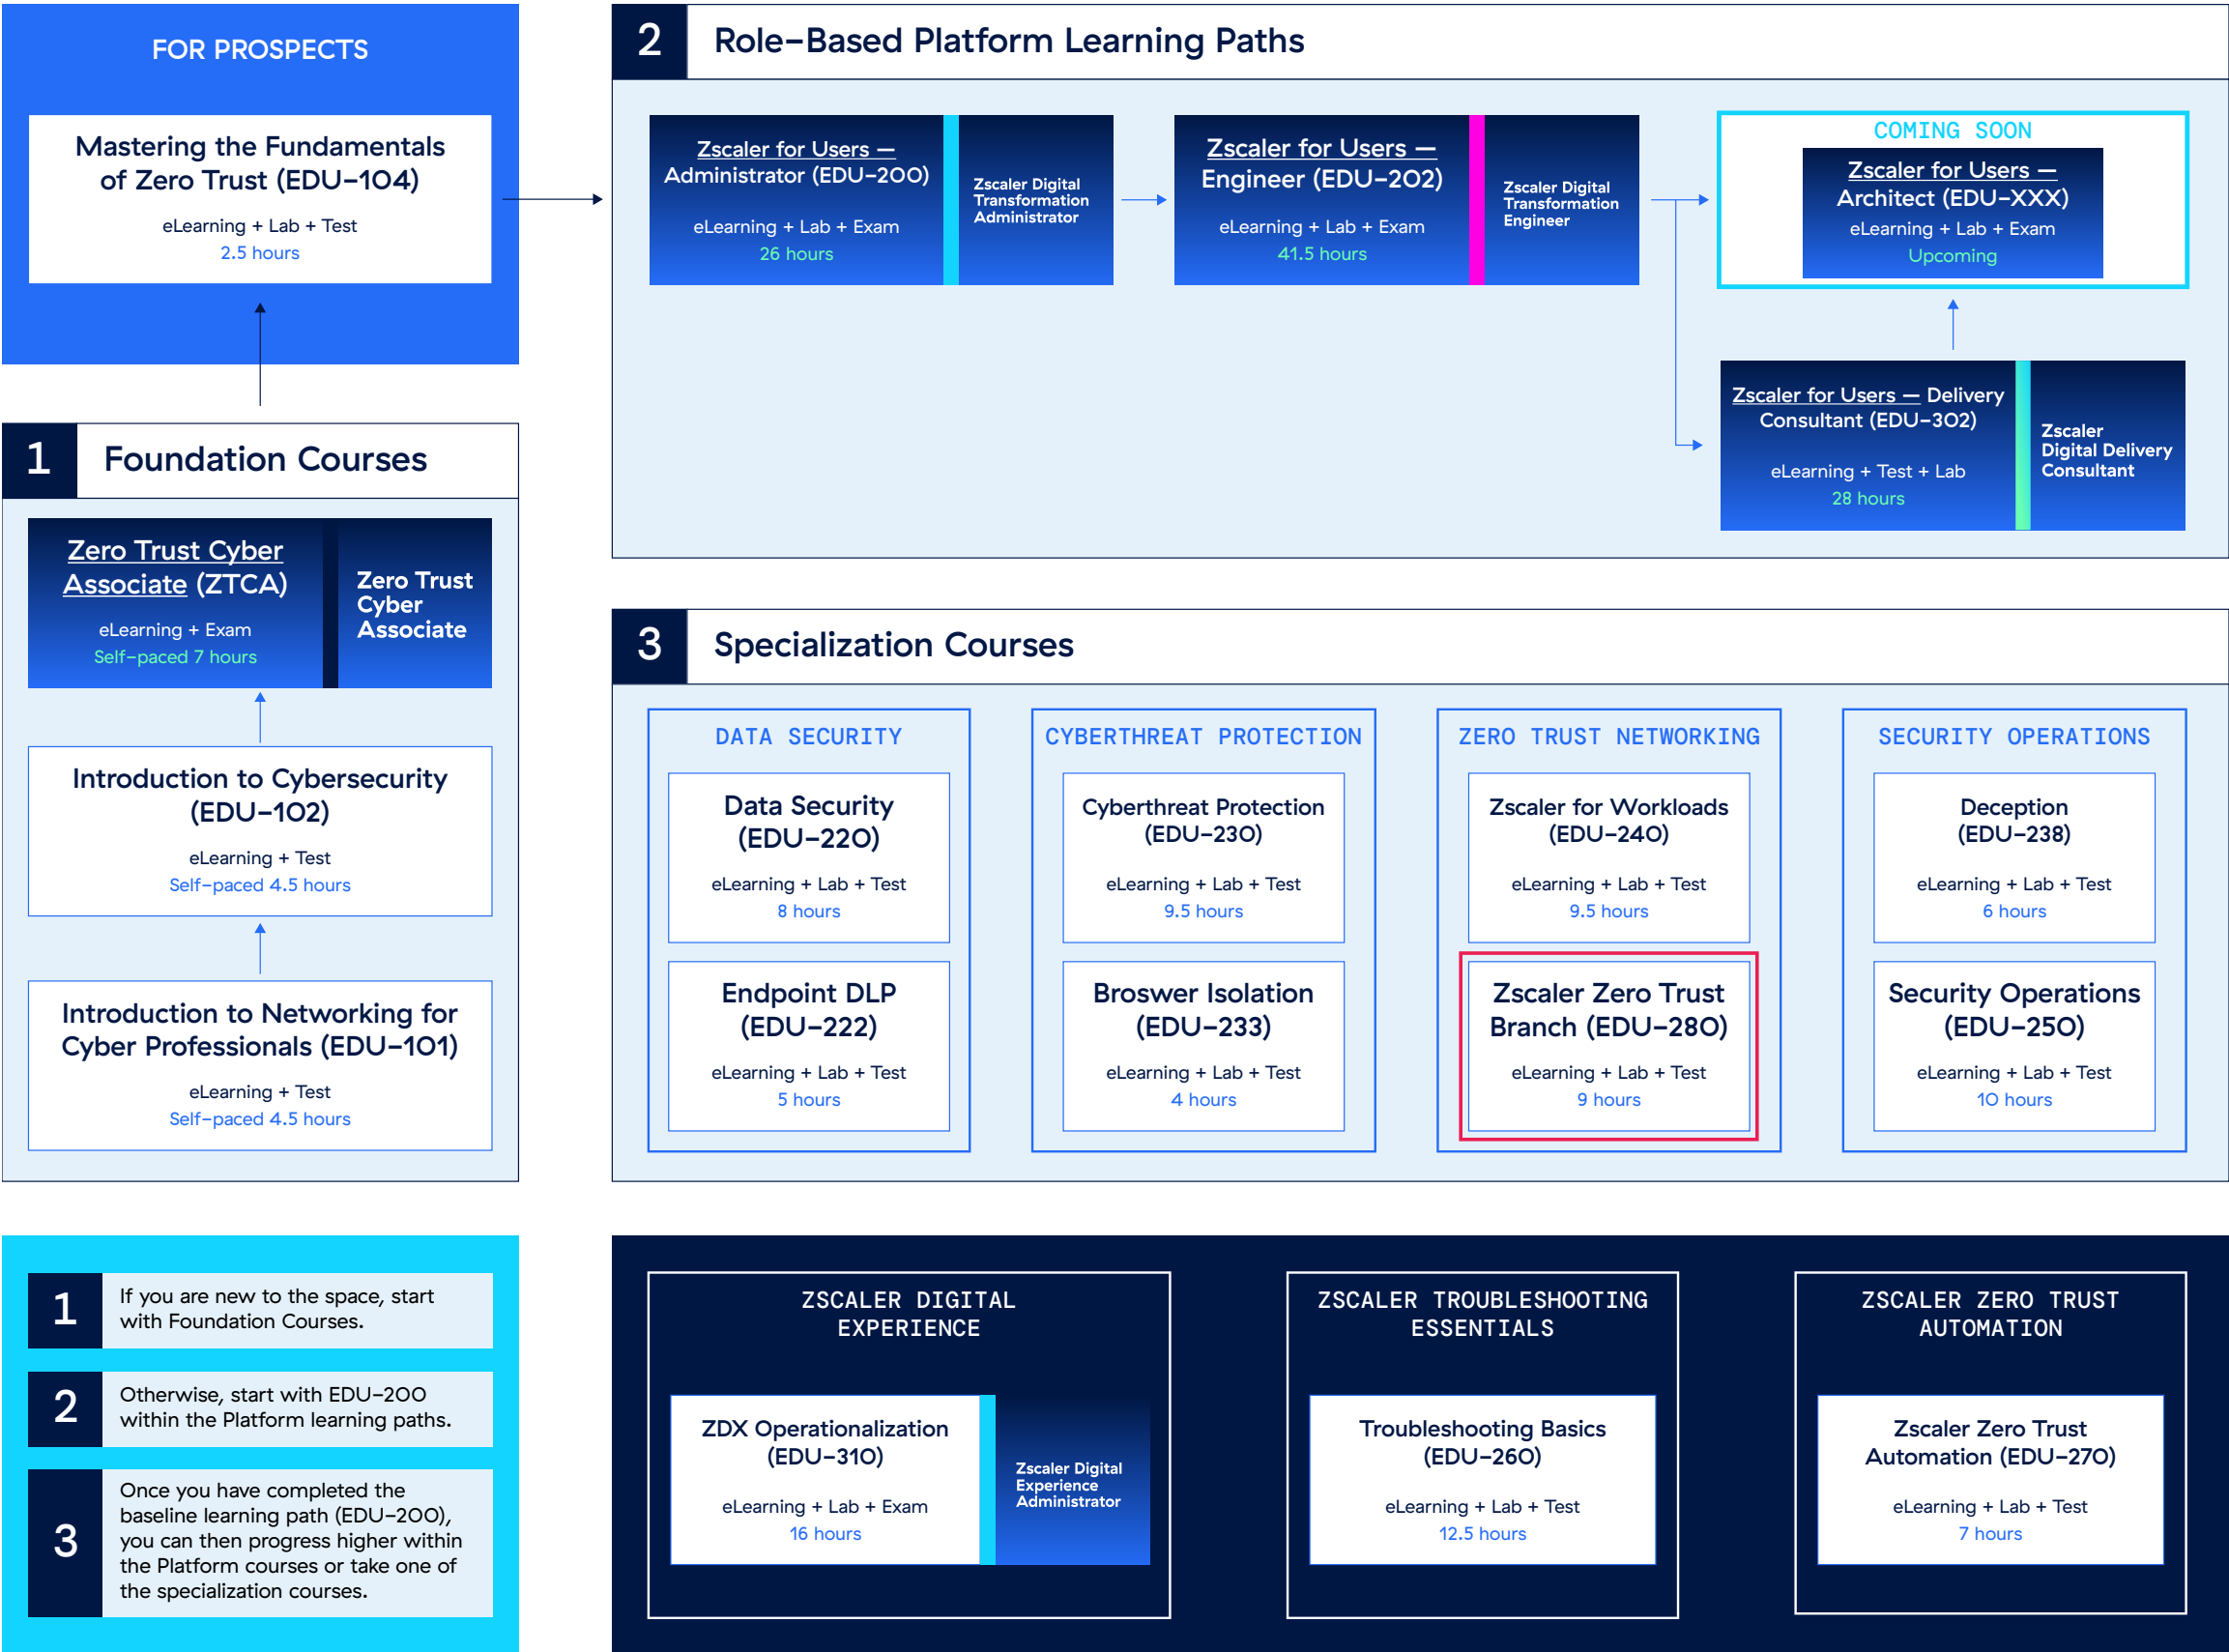 FOR PROSPECTS
Mastering the Fundamentals
of Zero Trust (EDU-104)
eLearning + Lab + Test
2.5 hours
1
Foundation Courses
Zero Trust Cyber
Associate (ZTCA)
eLearning + Exam
Self-paced 7 hours
Zero Trust
Cyber
Associate
Introduction to Cybersecurity
(EDU-102)
eLearning + Test
Self-paced 4.5 hours
Introduction to Networking for
Cyber Professionals (EDU-101)
eLearning + Test
Self-paced 4.5 hours
1
If you are new to the space, start
with Foundation Courses.
2
Otherwise, start with EDU-200
within the Platform learning paths.
3
Once you have completed the
baseline learning path (EDU-200),
you can then progress higher within
the Platform courses or take one of
the specialization courses.
2
Role-Based Platform Learning Paths
Zscaler for Users —
Administrator (EDU-200)
eLearning + Lab + Exam
26 hours
Zscaler Digital
Transformation
Administrator
Zscaler for Users —
Engineer (EDU-202)
eLearning + Lab + Exam
41.5 hours
Zscaler Digital
Transformation
Engineer
COMING SOON
Zscaler for Users —
Architect (EDU-XXX)
eLearning + Lab + Exam
Upcoming
Zscaler for Users — Delivery
Consultant (EDU-302)
eLearning + Test + Lab
28 hours
Zscaler
Digital Delivery
Consultant
3
Specialization Courses
DATA SECURITY
Data Security
(EDU-220)
eLearning + Lab + Test
8 hours
Endpoint DLP
(EDU-222)
eLearning + Lab + Test
5 hours
CYBERTHREAT PROTECTION
Cyberthreat Protection
(EDU-230)
eLearning + Lab + Test
9.5 hours
Broswer Isolation
(EDU-233)
eLearning + Lab + Test
4 hours
ZERO TRUST NETWORKING
Zscaler for Workloads
(EDU-240)
eLearning + Lab + Test
9.5 hours
Zscaler Zero Trust
Branch (EDU-280)
eLearning + Lab + Test
9 hours
SECURITY OPERATIONS
Deception
(EDU-238)
eLearning + Lab + Test
6 hours
Security Operations
(EDU-250)
eLearning + Lab + Test
10 hours
ZSCALER DIGITAL
EXPERIENCE
ZDX Operationalization
(EDU-310)
eLearning + Lab + Exam
16 hours
Zscaler Digital
Experience
Administrator
ZSCALER TROUBLESHOOTING
ESSENTIALS
Troubleshooting Basics
(EDU-260)
eLearning + Lab + Test
12.5 hours
ZSCALER ZERO TRUST
AUTOMATION
Zscaler Zero Trust
Automation (EDU-270)
eLearning + Lab + Test
7 hours